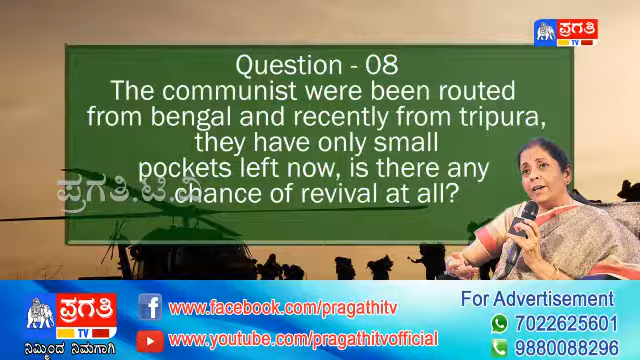 ಪ್ರಗತಿ
TV
Question - 08
The communist were been routed
from bengal and recently from tripura,
they have only small
pockets left now, is there any
chance of revival at all?
ಪ್ರಗತಿ.ಟಿ.ವಿ
ಪ್ರಗತಿ
TV
ನಿಮ್ಮಿಂದ ನಿಮಗಾಗಿ
www.facebook.com/pragathitv
www.youtube.com/pragathitvofficial
For Advertisement
7022625601
9880088296